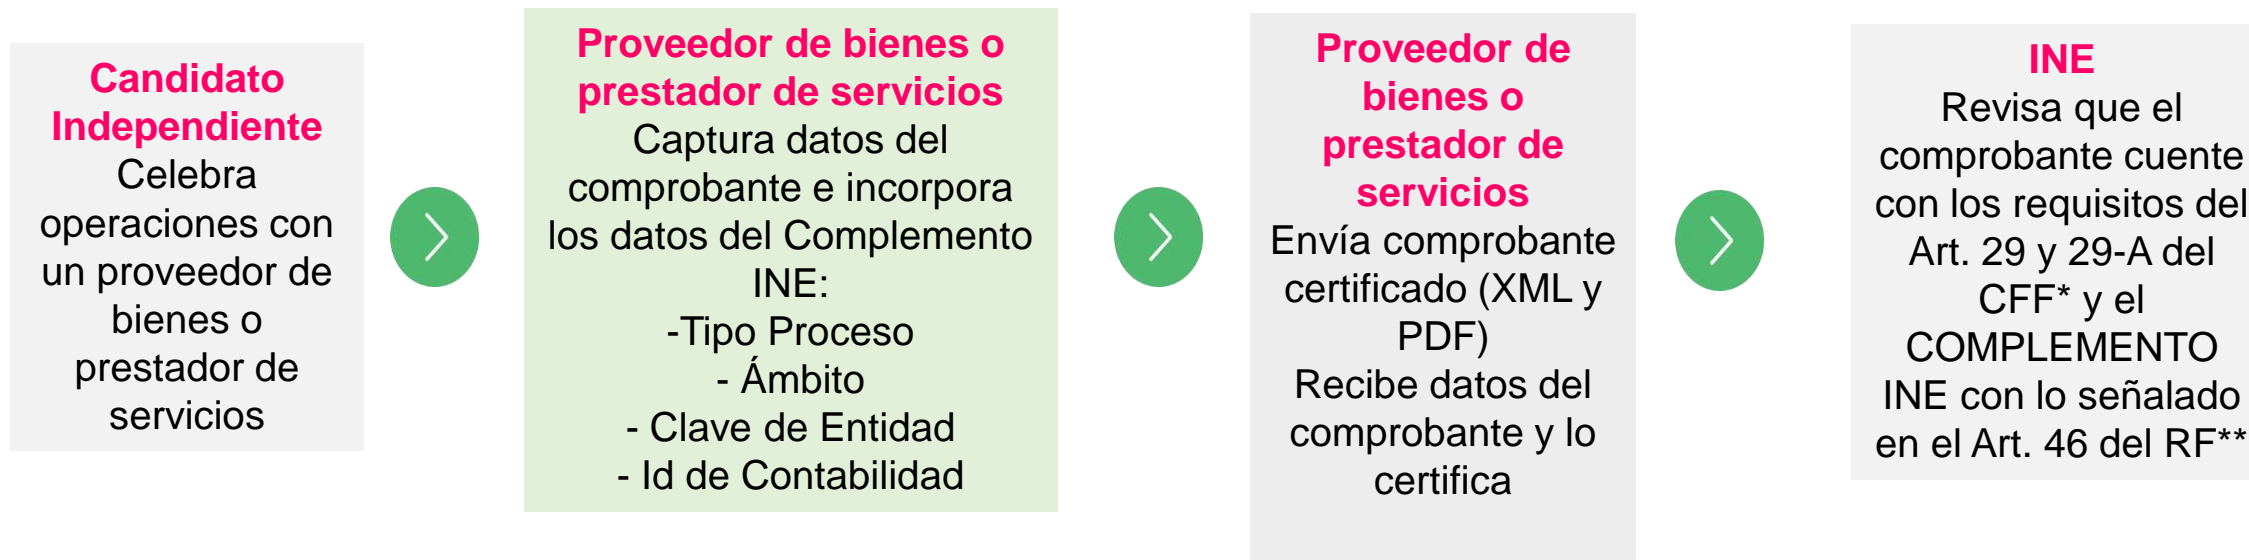 Candidato
Independiente
Celebra
operaciones con
un proveedor de
bienes o
prestador de
servicios
Proveedor de bienes o
prestador de servicios
Captura datos del
comprobante e incorpora
los datos del Complemento
INE:
-Tipo Proceso
- Ámbito
- Clave de Entidad
- Id de Contabilidad
Proveedor de
bienes o
prestador de
servicios
Envía comprobante
certificado (XML y
PDF)
Recibe datos del
comprobante y lo
certifica
INE
Revisa que el
comprobante cuente
con los requisitos del
Art. 29 y 29-A del
CFF* y el
COMPLEMENTO
INE con lo señalado
en el Art. 46 del RF**